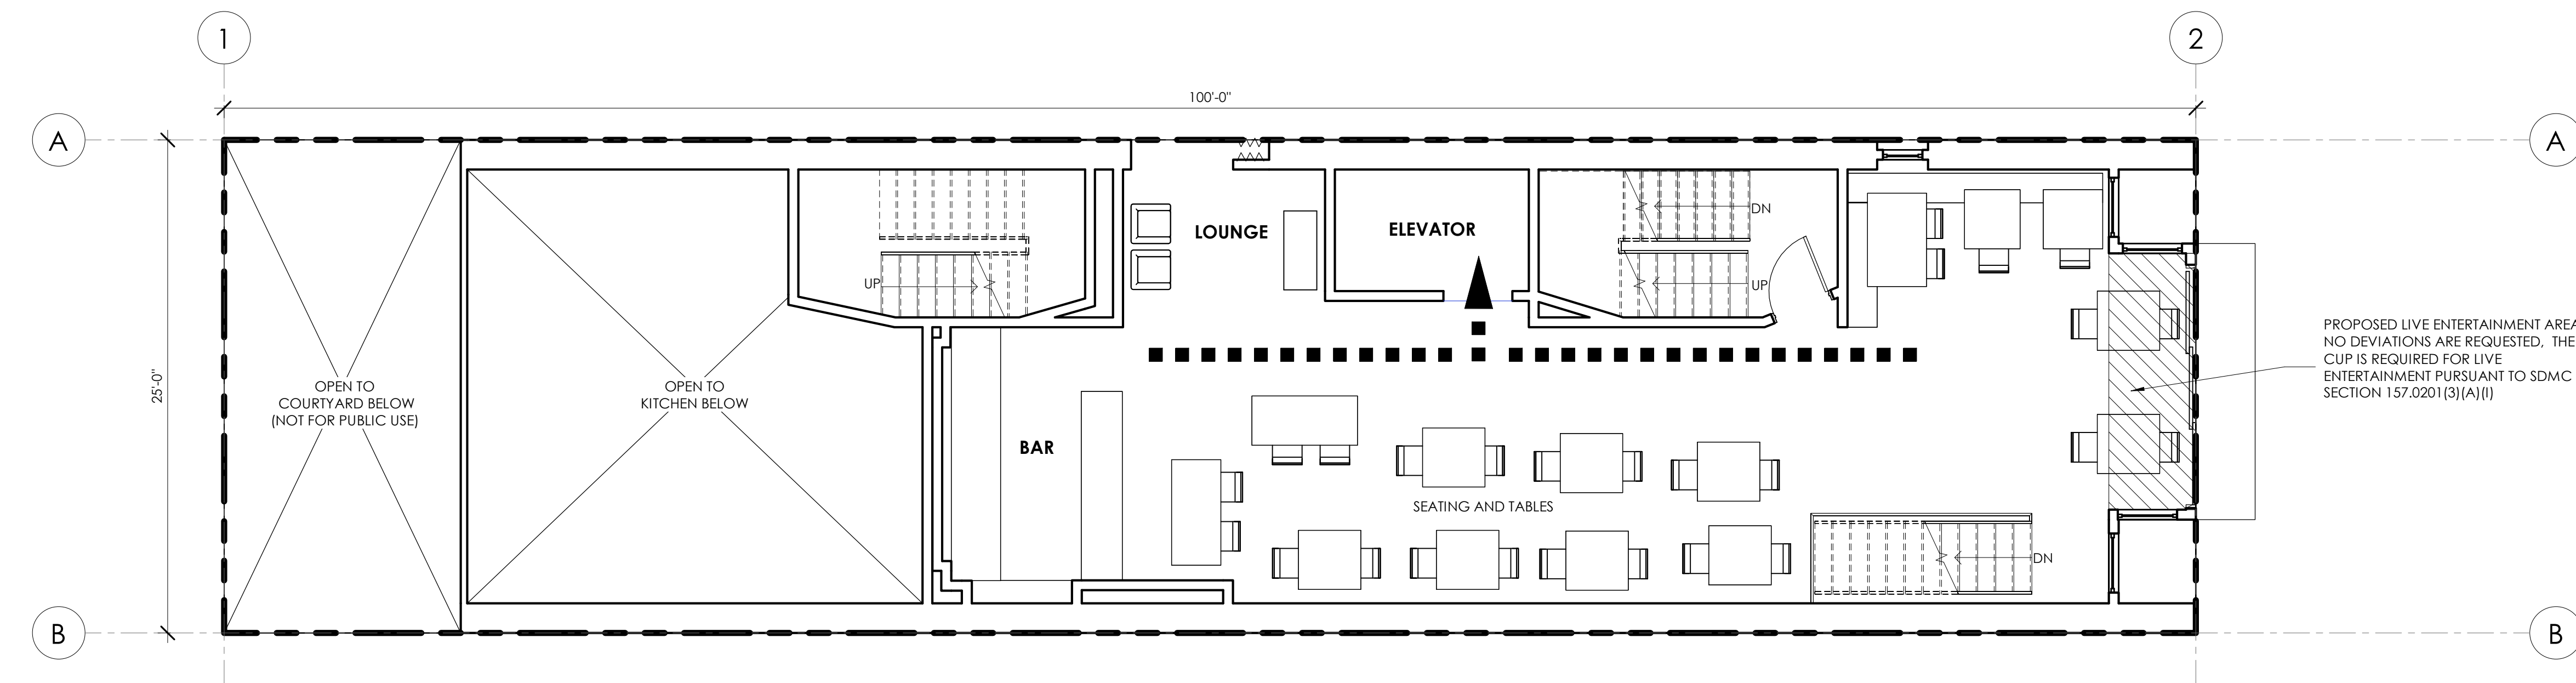 1
2
100'-0"
A
A
LOUNGE
ELEVATOR
DN
UP
UP
25'-0"
OPEN TO
COURTYARD BELOW
(NOT FOR PUBLIC USE)
OPEN TO
KITCHEN BELOW
BAR
SEATING AND TABLES
DN
PROPOSED LIVE ENTERTAINMENT AREA
NO DEVIATIONS ARE REQUESTED, THE
CUP IS REQUIRED FOR LIVE
ENTERTAINMENT PURSUANT TO SDMC
SECTION 157.0201(3)(A)(I)
B
B